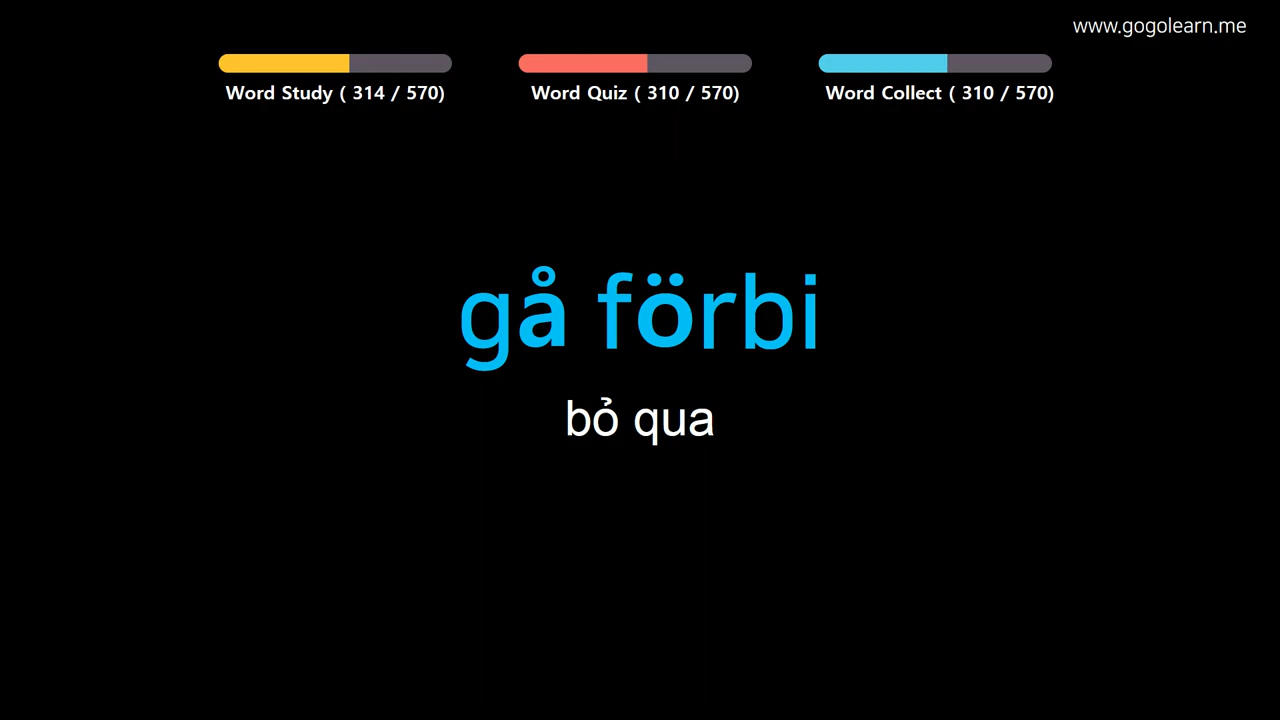 www.gogolearn.me
Word Study ( 314 / 570)
Word Quiz ( 310 / 570)
Word Collect ( 310 / 570)
gå förbi
bỏ qua